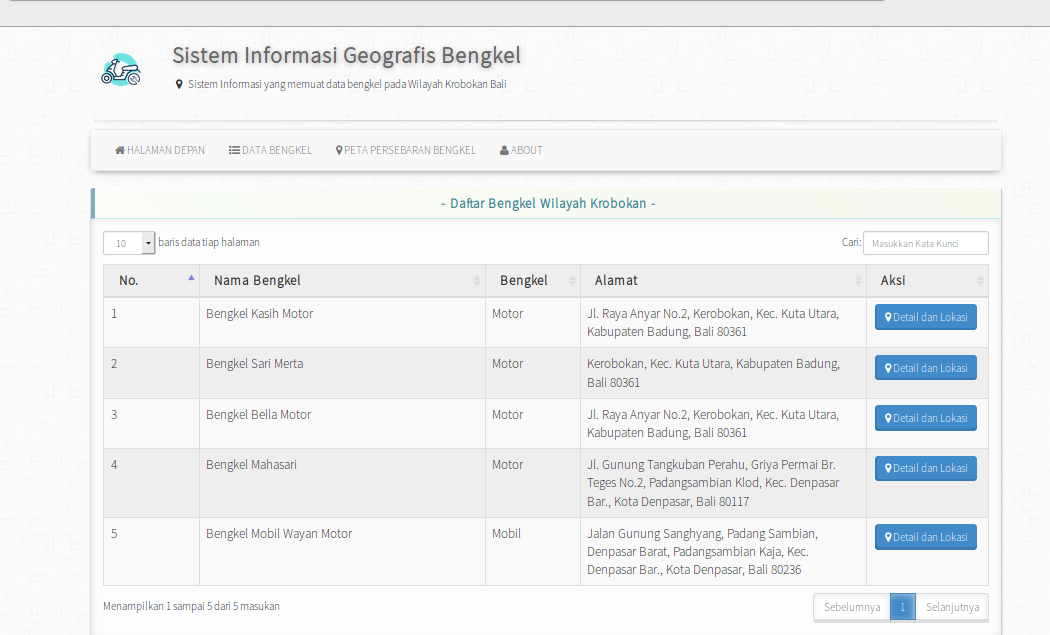 Sistem Informasi Geografis Bengkel
Sistem Informasi yang memuat data bengkel pada Wilayah Krobokan Bali
HALAMAN DEPAN DATA BENGKEL PETA PERSEBARAN BENGKEL ABOUT
- Daftar Bengkel Wilayah Krobokan -
10 baris data tiap halaman Cari: Masukkan Kata Kunci
No. Nama Bengkel Bengkel Alamat Aksi
1 Bengkel Kasih Motor Motor Jl. Raya Anyar No.2, Kerobokan, Kec. Kuta Utara, Detail dan Lokasi
Kabupaten Badung, Bali 80361
2 Bengkel Sari Merta Motor Kerobokan, Kec. Kuta Utara, Kabupaten Badung, Detail dan Lokasi
Bali 80361
3 Bengkel Bella Motor Motor Jl. Raya Anyar No.2, Kerobokan, Kec. Kuta Utara, Detail dan Lokasi
Kabupaten Badung, Bali 80361
4 Bengkel Mahasari Motor Jl. Gunung Tangkuban Perahu, Griya Permai Br. Detail dan Lokasi
Teges No.2, Padangsambian Klod, Kec. Denpasar
Bar., Kota Denpasar, Bali 80117
5 Bengkel Mobil Wayan Motor Mobil Jalan Gunung Sanghyang, Padang Sambian, Detail dan Lokasi
Denpasar Barat, Padangsambian Kaja, Kec.
Denpasar Bar., Kota Denpasar, Bali 80236
Menampilkan 1 sampai 5 dari 5 masukan Sebelumnya 1 Selanjutnya